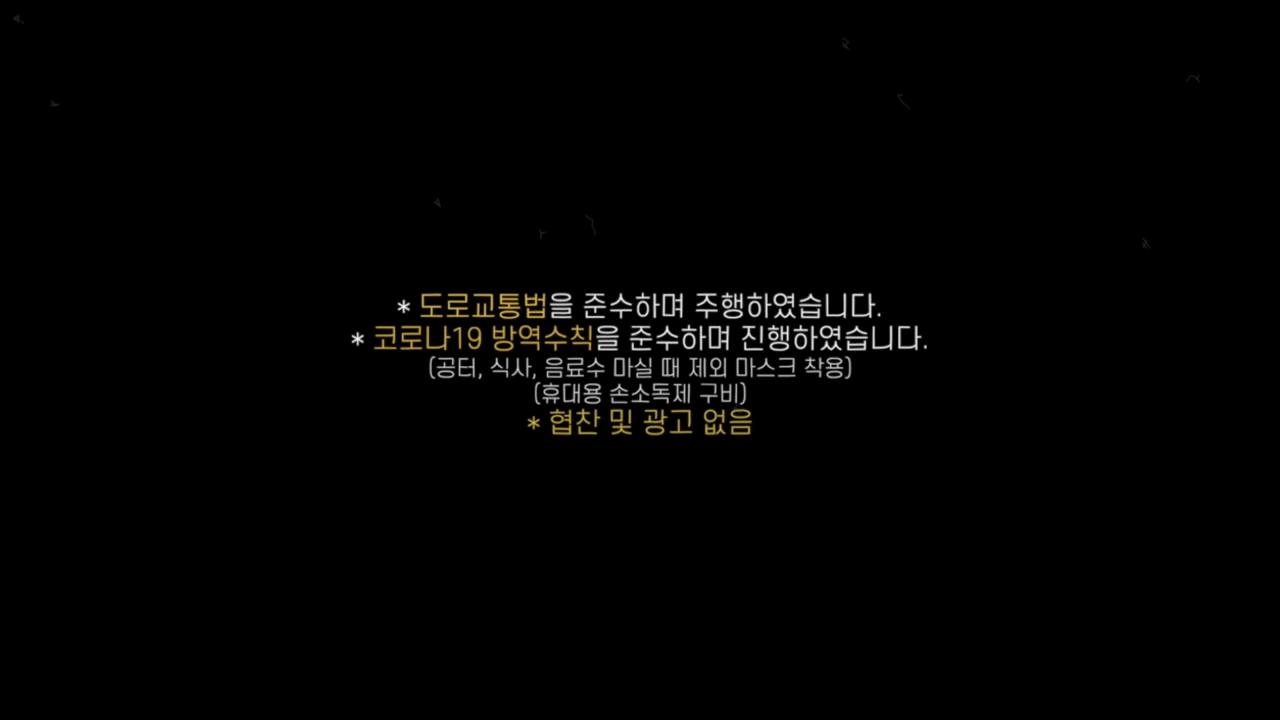 * 도로교통법을 준수하며 주행하였습니다.
* 코로나19 방역수칙을 준수하며 진행하였습니다.
(공터, 식사, 음료수 마실 때 제외 마스크 착용)
(휴대용 손소독제 구비)
* 협찬 및 광고 없음